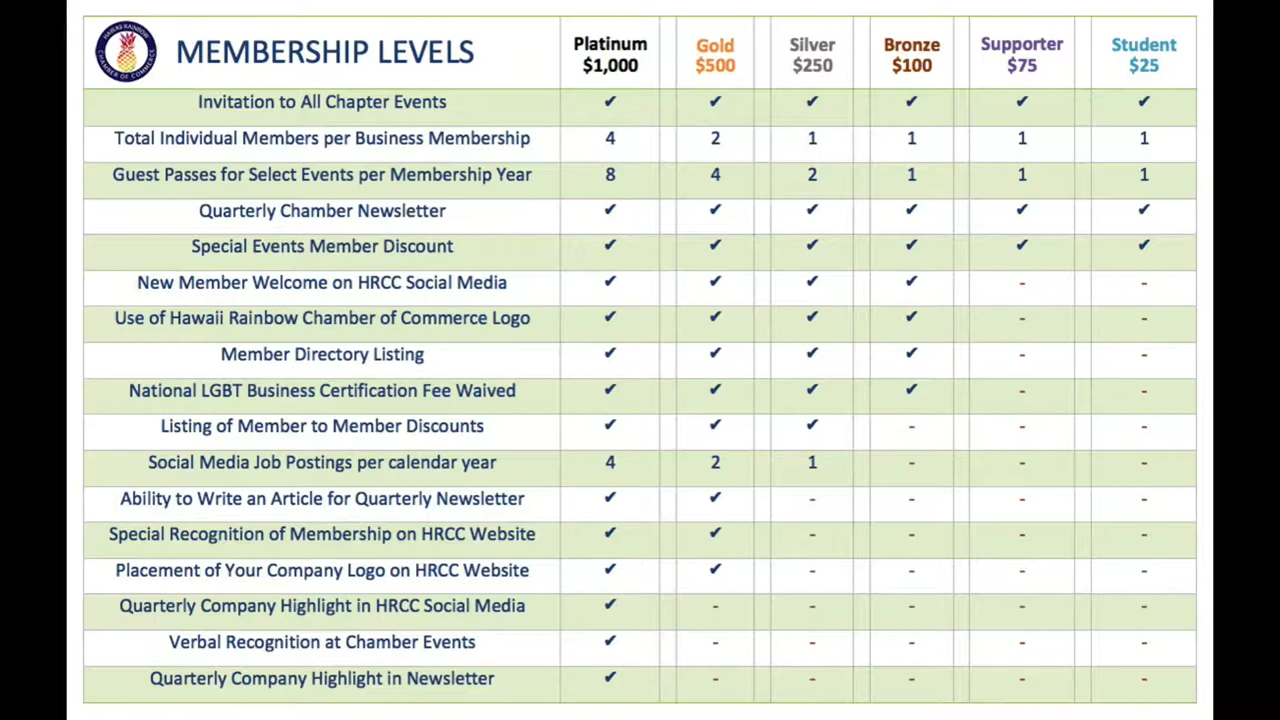 HAWAII RAINBOW
CHAMBER OF COMMERCE
MEMBERSHIP LEVELS
Platinum $1,000 Gold $500 Silver $250 Bronze $100 Supporter $75 Student $25
Invitation to All Chapter Events ✔ ✔ ✔ ✔ ✔ ✔
Total Individual Members per Business Membership 4 2 1 1 1 1
Guest Passes for Select Events per Membership Year 8 4 2 1 1 1
Quarterly Chamber Newsletter ✔ ✔ ✔ ✔ ✔ ✔
Special Events Member Discount ✔ ✔ ✔ ✔ ✔ ✔
New Member Welcome on HRCC Social Media ✔ ✔ ✔ ✔ - -
Use of Hawaii Rainbow Chamber of Commerce Logo ✔ ✔ ✔ ✔ - -
Member Directory Listing ✔ ✔ ✔ ✔ - -
National LGBT Business Certification Fee Waived ✔ ✔ ✔ ✔ - -
Listing of Member to Member Discounts ✔ ✔ ✔ - - -
Social Media Job Postings per calendar year 4 2 1 - - -
Ability to Write an Article for Quarterly Newsletter ✔ ✔ - - - -
Special Recognition of Membership on HRCC Website ✔ ✔ - - - -
Placement of Your Company Logo on HRCC Website ✔ ✔ - - - -
Quarterly Company Highlight in HRCC Social Media ✔ - - - - -
Verbal Recognition at Chamber Events ✔ - - - - -
Quarterly Company Highlight in Newsletter ✔ - - - - -